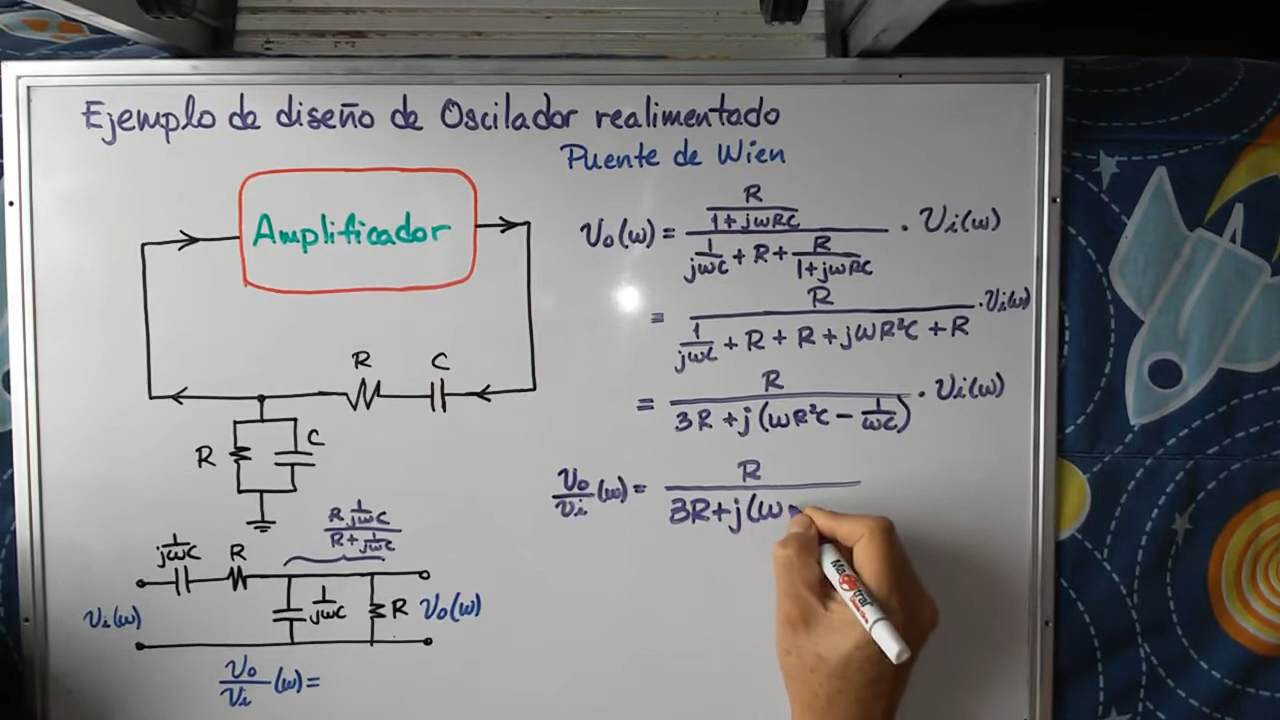 Ejemplo de diseño de Oscilador realimentado
Puente de Wien
Amplificador
R C
R C
Vo(ω) = (R/(1+jωRC)) / (1/jωC + R + R/(1+jωRC)) · Vi(ω)
= R / (1/jωC + R + R + jωR²C + R) · Vi(ω)
= R / (3R + j(ωR²C − 1/ωC)) · Vi(ω)
Vo/Vi (ω) = R / (3R + j(ω
R 1/jωC / R + 1/jωC
1/jωC R
Vi(ω) 1/jωC R Vo(ω)
Vo/Vi (ω) =
Magistral